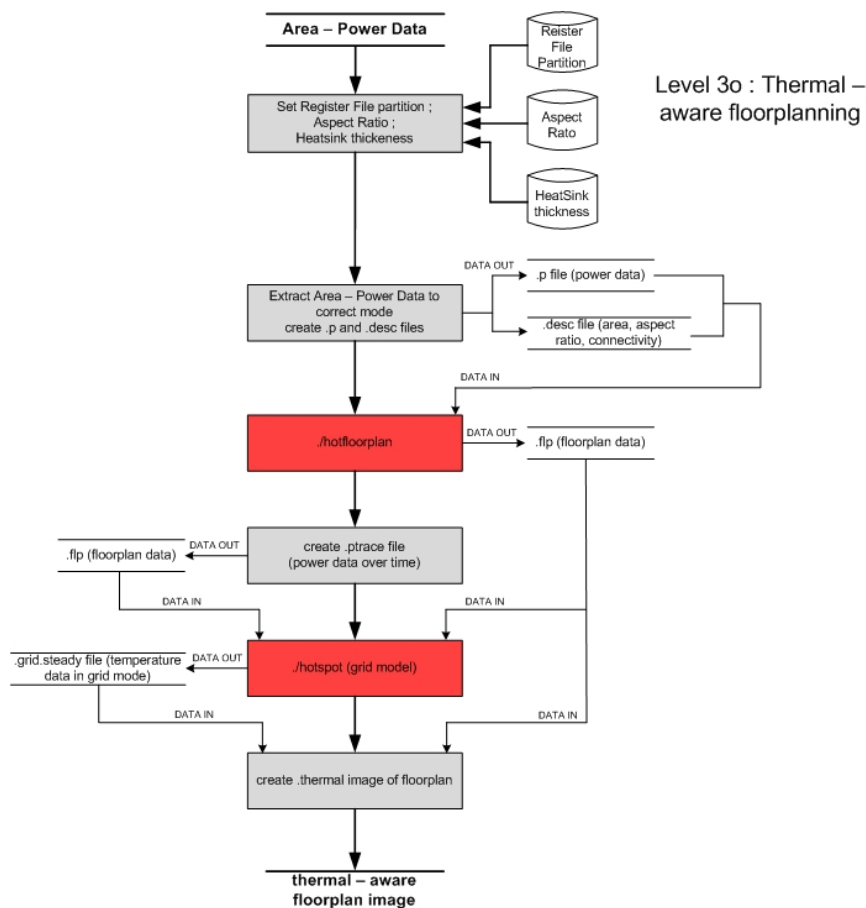 Area – Power Data
Reister
File
Partition
Level 3o : Thermal –
aware floorplanning
Set Register File partition ;
Aspect Ratio ;
Heatsink thickeness
Aspect
Rato
HeatSink
thickness
DATA OUT
.p file (power data)
Extract Area – Power Data to
correct mode
create .p and .desc files
.desc file (area, aspect
ratio, connectivity)
DATA IN
./hotfloorplan
DATA OUT
.flp (floorplan data)
create .ptrace file
(power data over time)
DATA OUT
.flp (floorplan data)
DATA IN
DATA IN
./hotspot (grid model)
DATA OUT
.grid.steady file (temperature
data in grid mode)
DATA IN
DATA IN
create .thermal image of floorplan
thermal – aware
floorplan image